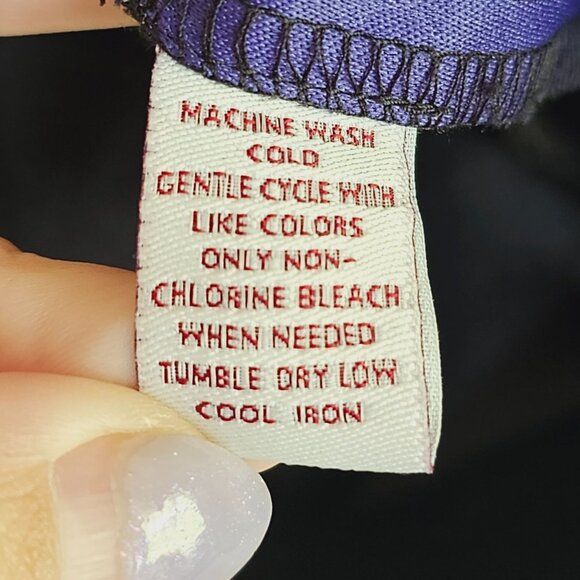 MACHINE WASH
COLD
GENTLE CYCLE WITH
LIKE COLORS
ONLY NON-
CHLORINE BLEACH
WHEN NEEDED
TUMBLE DRY LOW
COOL IRON